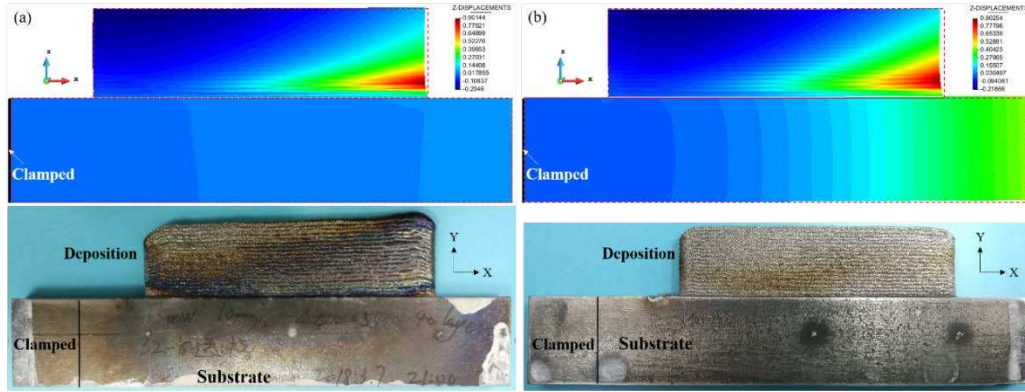 (a)
Z-DISPLACEMENTS
0.90144
0.77521
0.64899
0.52276
0.39653
0.27031
0.14408
0.017855
-0.10837
-0.2346
z
x
Clamped
Deposition
Y
X
Clamped
Substrate
(b)
Z-DISPLACEMENTS
0.90254
0.77796
0.65339
0.52881
0.40423
0.27965
0.15507
0.030497
-0.094081
-0.21866
z
x
Clamped
Deposition
Y
X
Clamped
Substrate